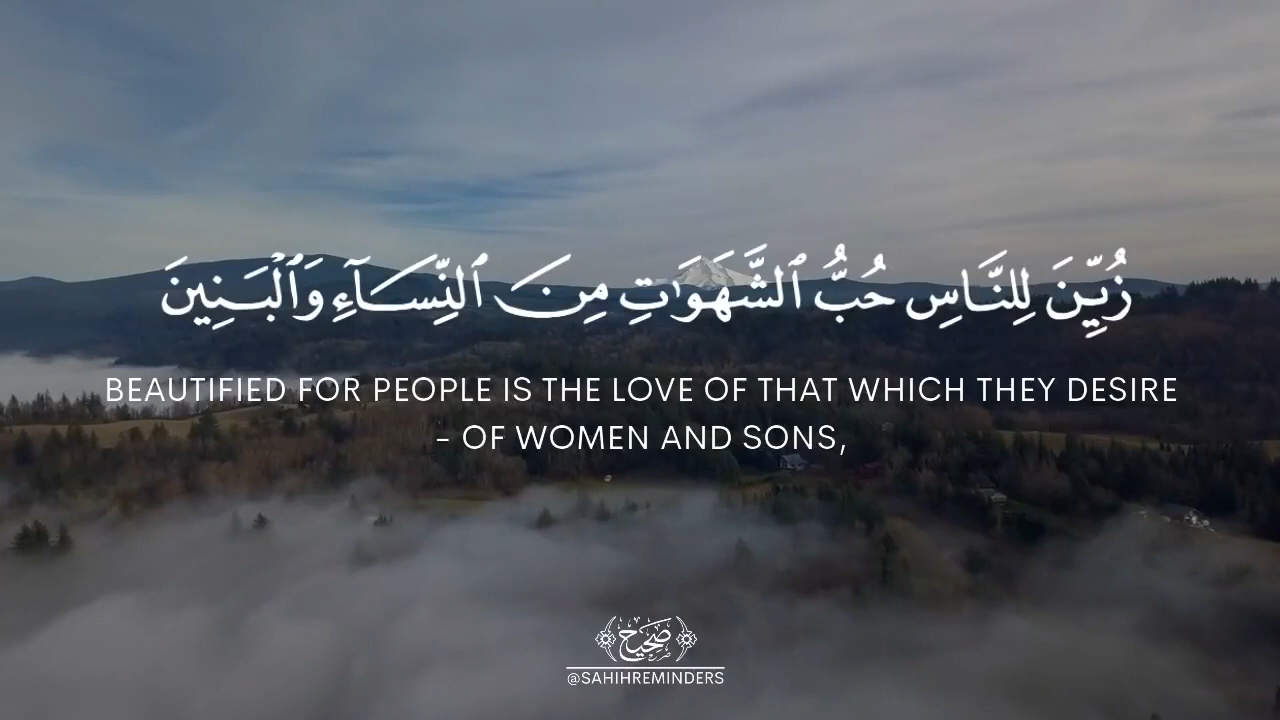 زُيِّنَ لِلنَّاسِ حُبُّ ٱلشَّهَوَٰتِ مِنَ ٱلنِّسَآءِ وَٱلْبَنِينَ
BEAUTIFIED FOR PEOPLE IS THE LOVE OF THAT WHICH THEY DESIRE
- OF WOMEN AND SONS,
صَحِيح
@SAHIHREMINDERS